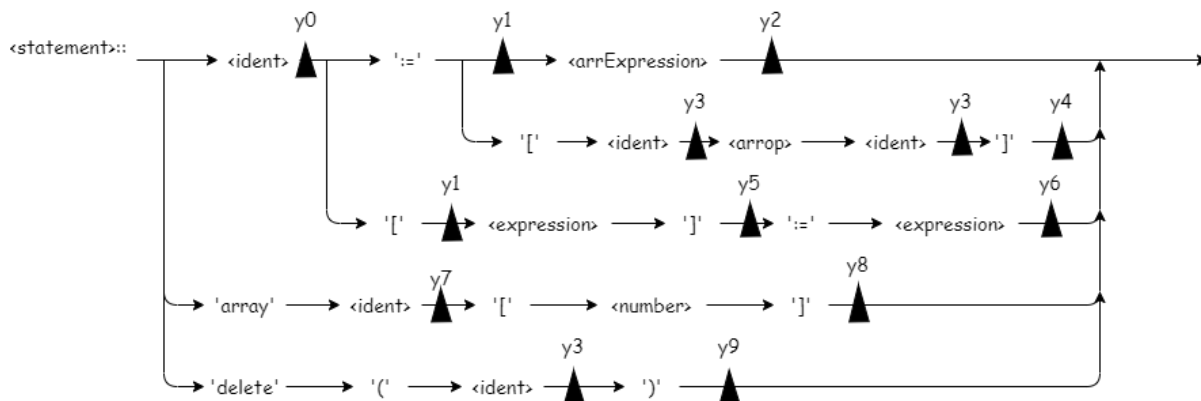 y0 y1 y2
‹statement›:: ‹ident› ':=' ‹arrExpression›
y3 y3 y4
'[' ‹ident› ‹arrop› ‹ident› ']'
y1 y5 y6
'[' ‹expression› ']' ':=' ‹expression›
y7 y8
'array' ‹ident› '[' ‹number› ']'
y3 y9
'delete' '(' ‹ident› ')'